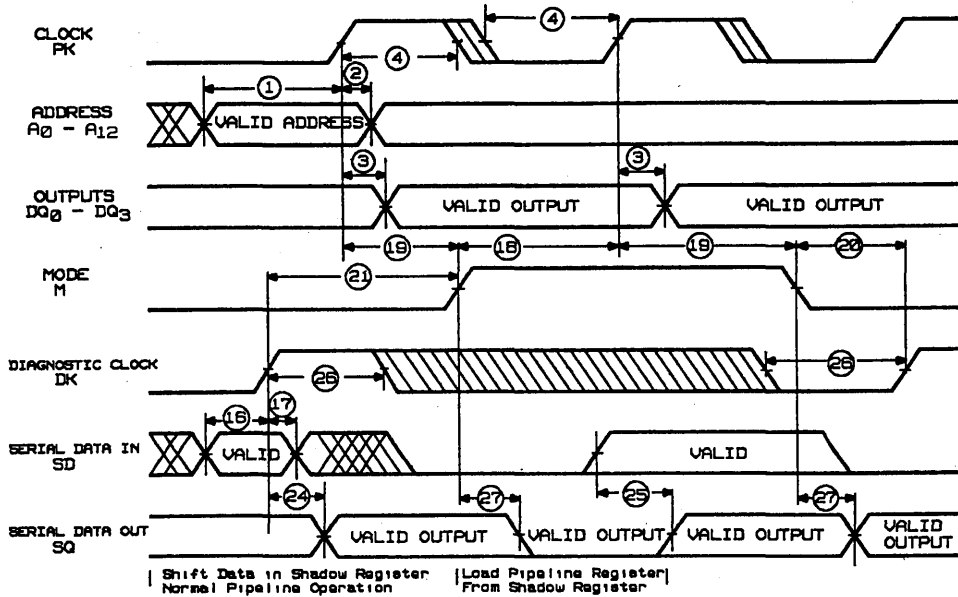 CLOCK
PK
④
④
①
②
ADDRESS
A0 - A12
VALID ADDRESS
③
③
OUTPUTS
DQ0 - DQ3
VALID OUTPUT
VALID OUTPUT
⑲
⑱
⑲
⑳
㉑
MODE
M
DIAGNOSTIC CLOCK
DK
㉖
㉖
⑯
⑰
SERIAL DATA IN
SD
VALID
VALID
㉔
㉗
㉕
㉗
SERIAL DATA OUT
SQ
VALID OUTPUT
VALID OUTPUT
VALID OUTPUT
VALID
OUTPUT
| Shift Data in Shadow Register |Load Pipeline Register|
Normal Pipeline Operation From Shadow Register